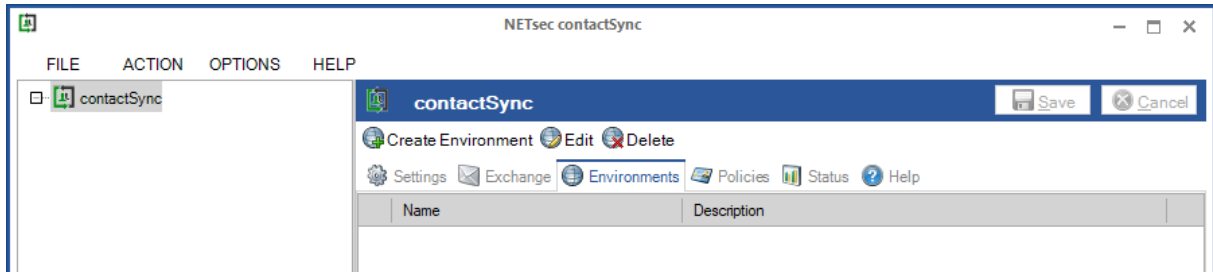 NETsec contactSync
FILE ACTION OPTIONS HELP
contactSync
contactSync Save Cancel
Create Environment Edit Delete
Settings Exchange Environments Policies Status Help
Name Description